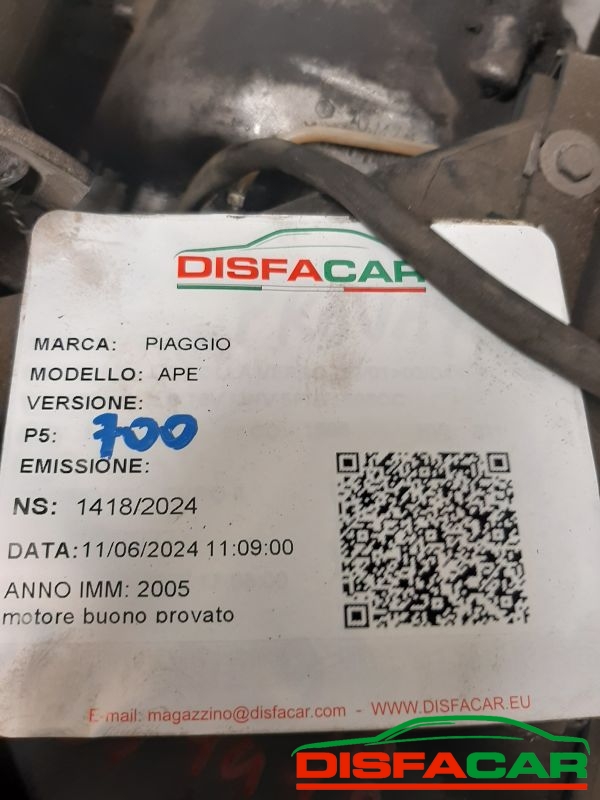 DISFACAR
MARCA: PIAGGIO
MODELLO: APE
VERSIONE:
P5: 700
EMISSIONE:
NS: 1418/2024
DATA:11/06/2024 11:09:00
ANNO IMM: 2005
motore buono provato
E-mail: magazzino@disfacar.com - WWW.DISFACAR.EU
DISFACAR